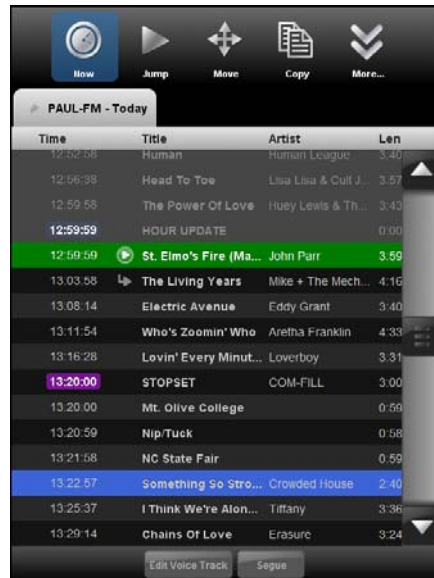 Now Jump Move Copy More...
PAUL-FM - Today
Time Title Artist Len
12:52:58 Human Human League 3:40
12:56:38 Head To Toe Lisa Lisa & Cult J... 3:57
12:59:58 The Power Of Love Huey Lewis & Th... 3:43
12:59:59 HOUR UPDATE 0:00
12:59:59 St. Elmo's Fire (Ma... John Parr 3:59
13:03:58 The Living Years Mike + The Mech... 4:16
13:08:14 Electric Avenue Eddy Grant 3:40
13:11:54 Who's Zoomin' Who Aretha Franklin 4:33
13:16:28 Lovin' Every Minut... Loverboy 3:31
13:20:00 STOPSET COM-FILL 3:00
13:20:00 Mt. Olive College 0:59
13:20:59 Nip/Tuck 0:58
13:21:58 NC State Fair 0:59
13:22:57 Something So Stro... Crowded House 2:40
13:25:37 I Think We're Alon... Tiffany 3:36
13:29:14 Chains Of Love Erasure 3:24
Edit Voice Track Segue